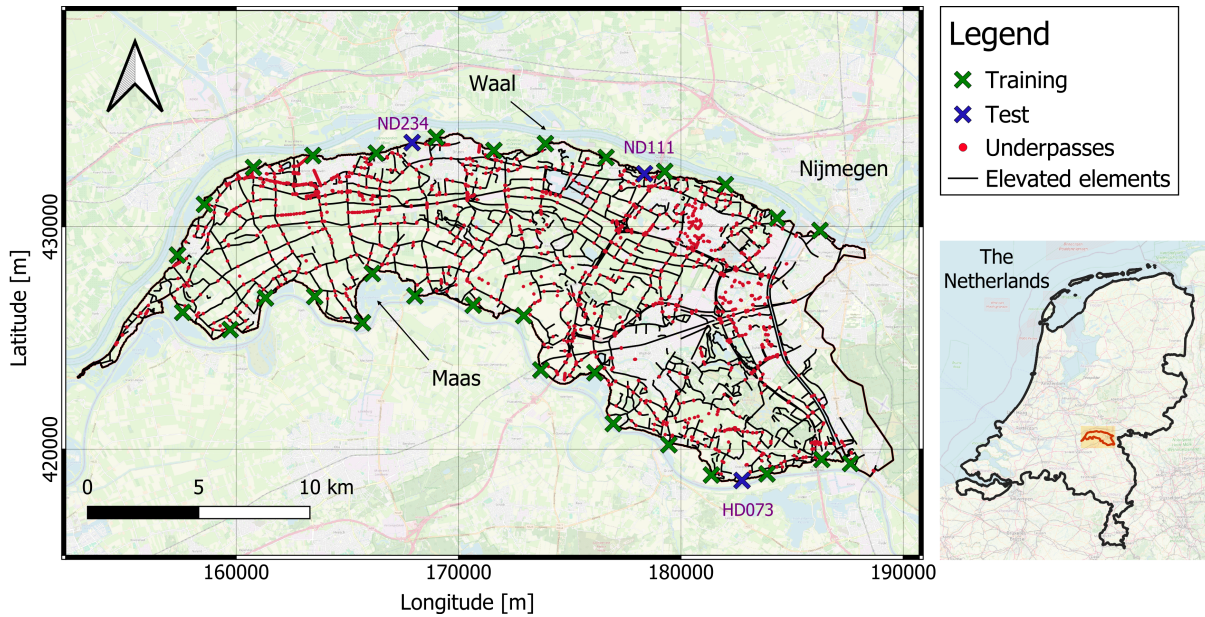 Waal
ND234
ND111
Nijmegen
Maas
HD073
0
5
10 km
430000
420000
Latitude [m]
160000
170000
180000
190000
Longitude [m]
Legend
Training
Test
Underpasses
Elevated elements
The
Netherlands